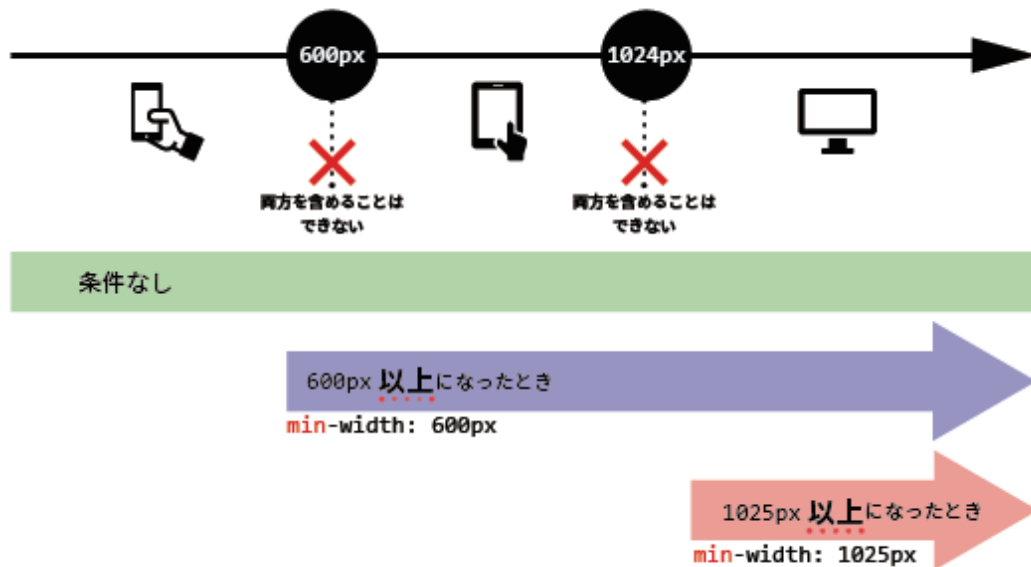 600px
1024px
両方を含めることは
できない
両方を含めることは
できない
条件なし
600px 以上になったとき
min-width: 600px
1025px 以上になったとき
min-width: 1025px